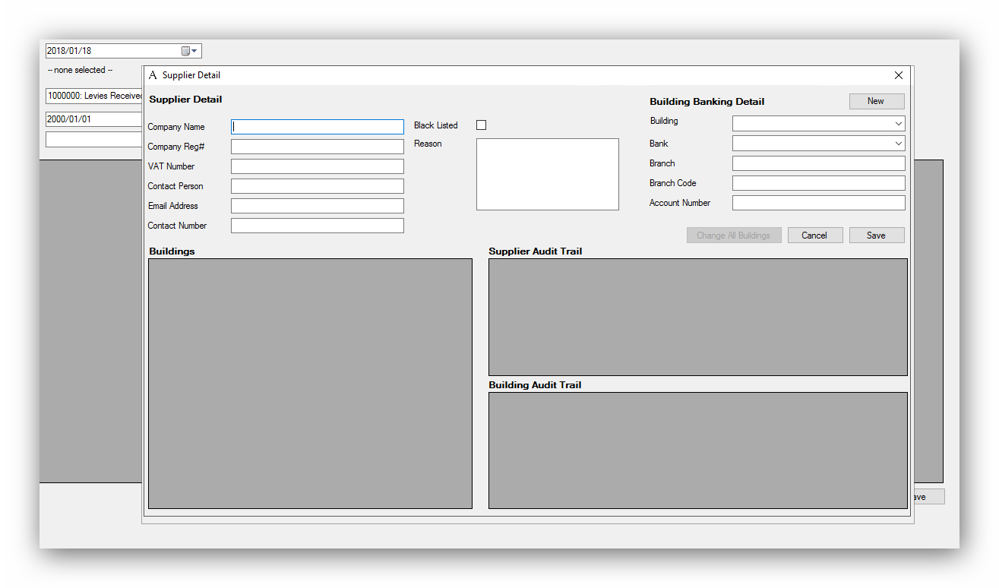 2018/01/18
-- none selected --
1000000: Levies Received
2000/01/01
Supplier Detail
Supplier Detail
Company Name
Company Reg#
VAT Number
Contact Person
Email Address
Contact Number
Black Listed
Reason
Building Banking Detail
New
Building
Bank
Branch
Branch Code
Account Number
Change All Buildings
Cancel
Save
Buildings
Supplier Audit Trail
Building Audit Trail
ave